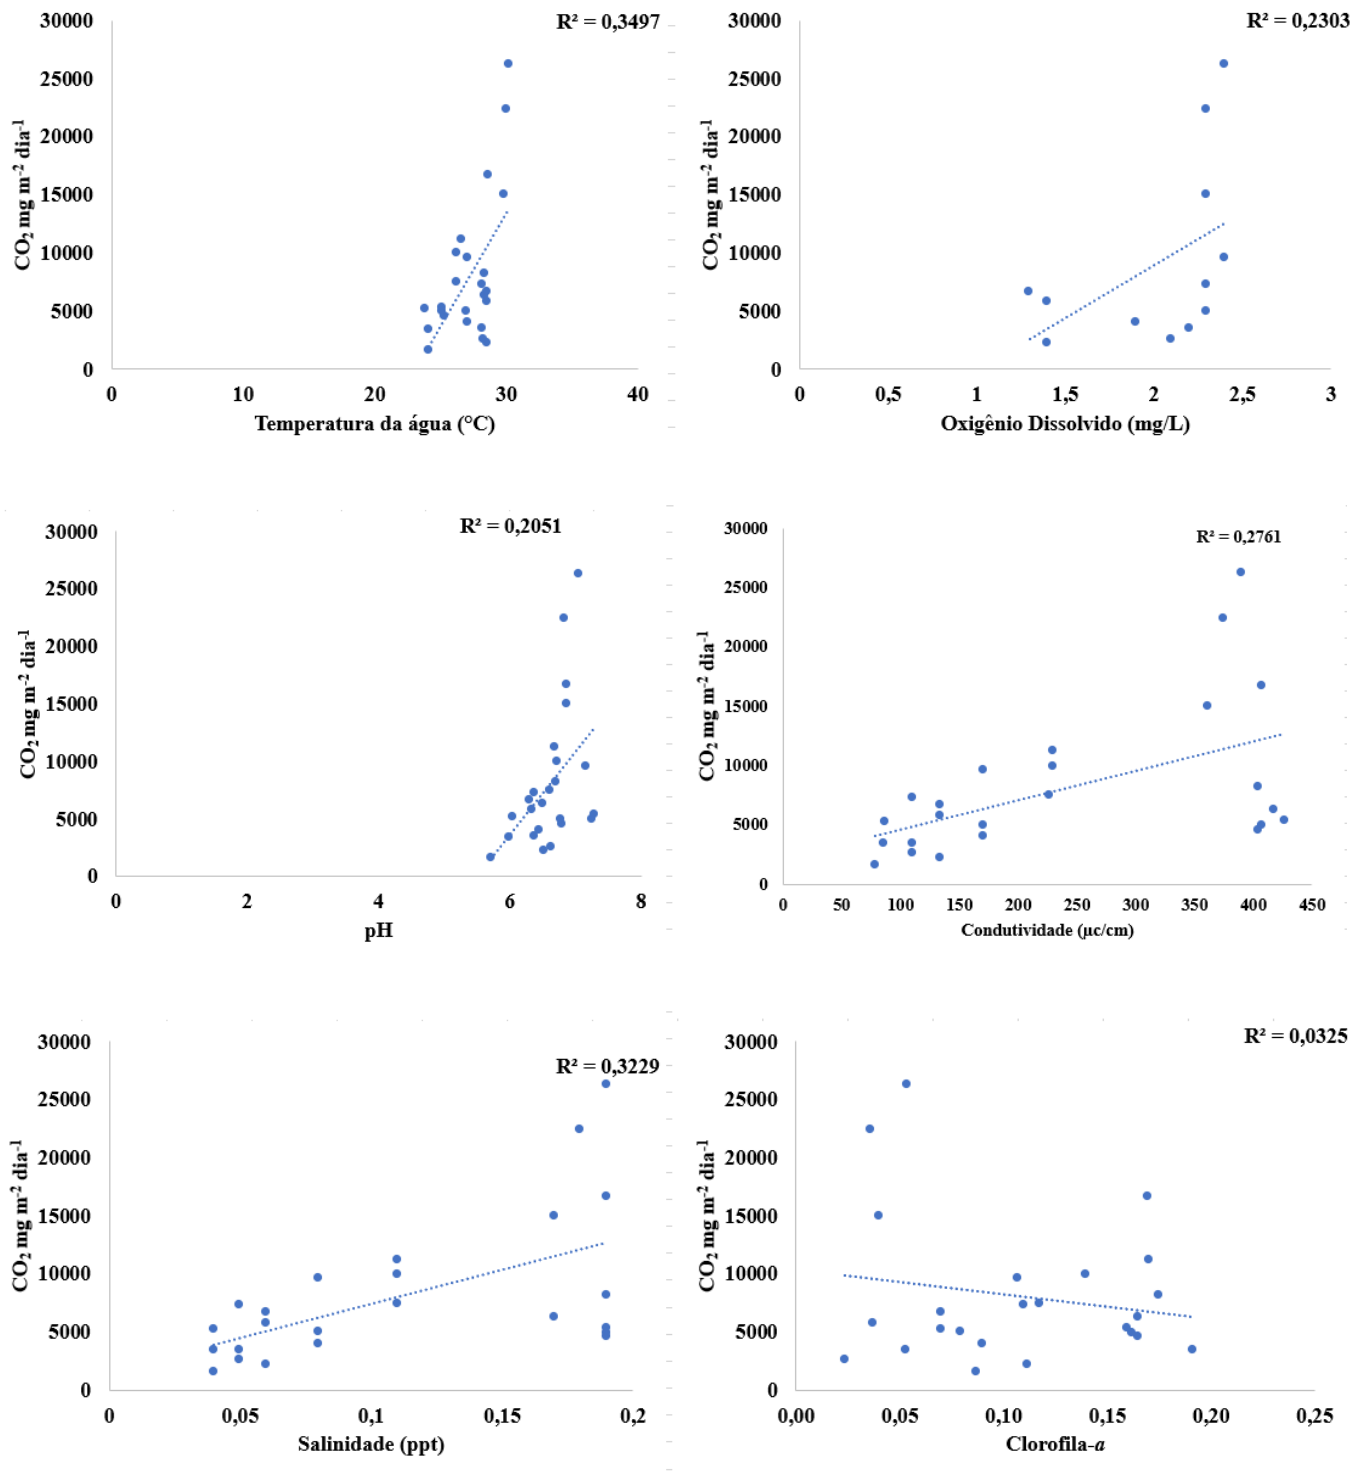 R² = 0,3497
30000
25000
20000
15000
10000
5000
0
CO₂ mg m⁻² dia⁻¹
0 10 20 30 40
Temperatura da água (°C)
R² = 0,2303
30000
25000
20000
15000
10000
5000
0
CO₂ mg m⁻² dia⁻¹
0 0,5 1 1,5 2 2,5 3
Oxigênio Dissolvido (mg/L)
R² = 0,2051
30000
25000
20000
15000
10000
5000
0
CO₂ mg m⁻² dia⁻¹
0 2 4 6 8
pH
R² = 0,2761
30000
25000
20000
15000
10000
5000
0
CO₂ mg m⁻² dia⁻¹
0 50 100 150 200 250 300 350 400 450
Condutividade (µc/cm)
R² = 0,3229
30000
25000
20000
15000
10000
5000
0
CO₂ mg m⁻² dia⁻¹
0 0,05 0,1 0,15 0,2
Salinidade (ppt)
R² = 0,0325
30000
25000
20000
15000
10000
5000
0
CO₂ mg m⁻² dia⁻¹
0,00 0,05 0,10 0,15 0,20 0,25
Clorofila-a